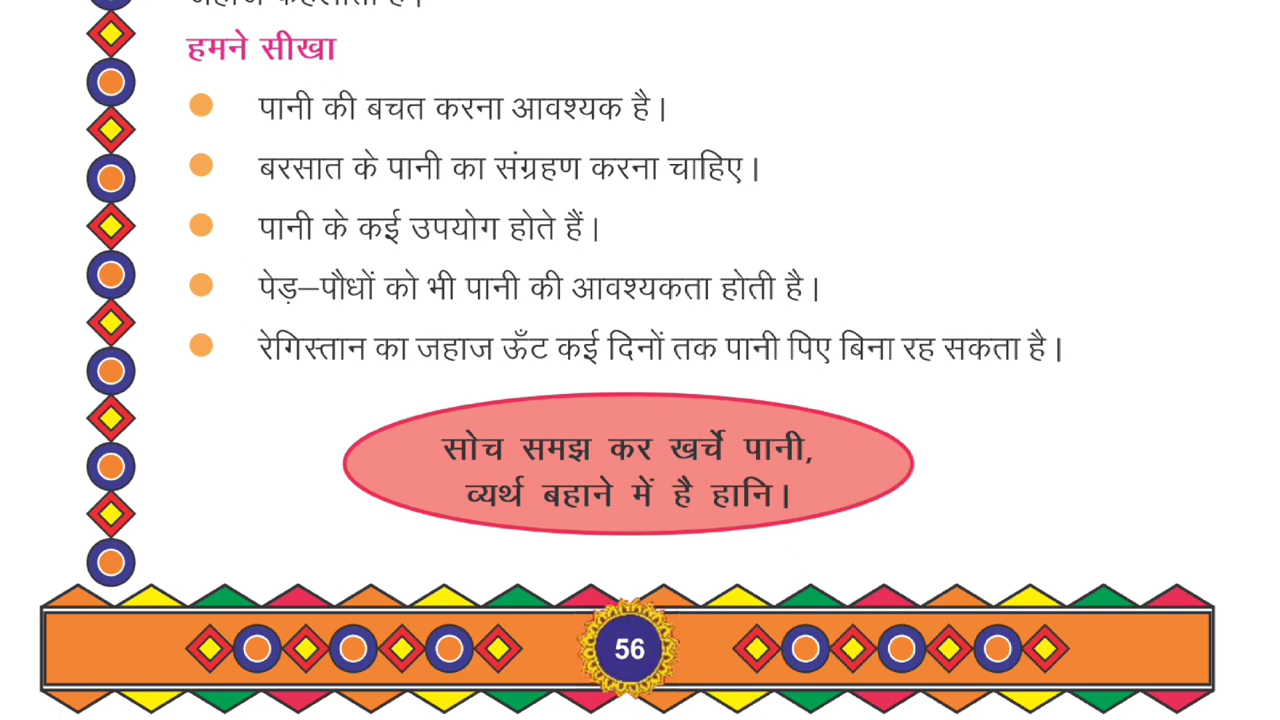 हमने सीखा
पानी की बचत करना आवश्यक है।
बरसात के पानी का संग्रहण करना चाहिए।
पानी के कई उपयोग होते हैं।
पेड़–पौधों को भी पानी की आवश्यकता होती है।
रेगिस्तान का जहाज ऊँट कई दिनों तक पानी पिए बिना रह सकता है।
सोच समझ कर खर्चे पानी,
व्यर्थ बहाने में है हानि।
56